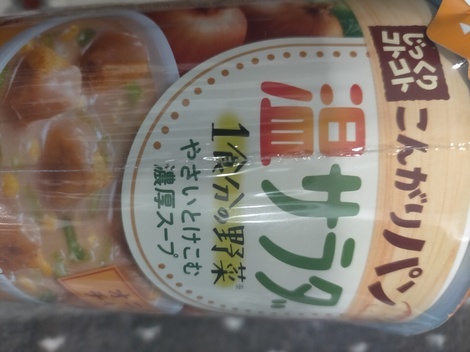 じっくり
コトコト
こんがりパン
温サラダ
1食分の野菜※
やさいとけこむ
濃厚スープ